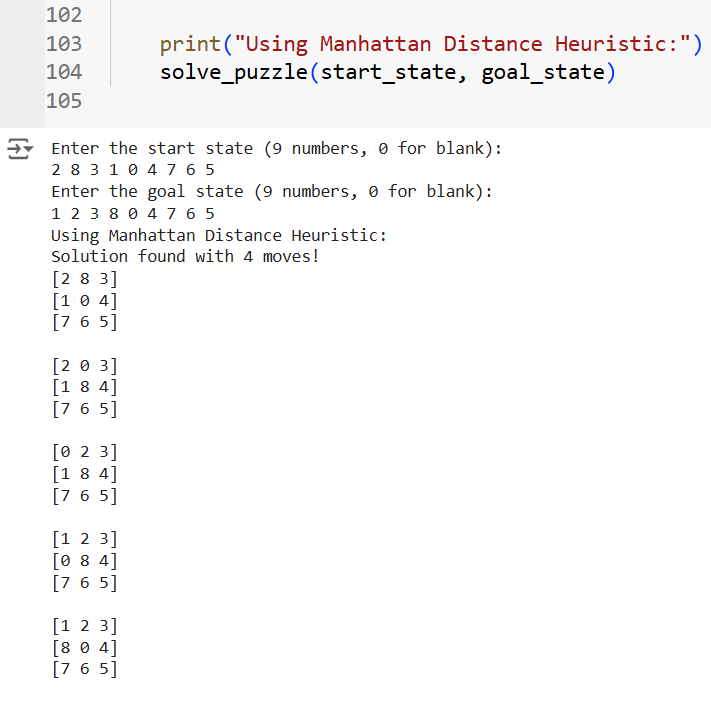 102
103 print("Using Manhattan Distance Heuristic:")
104 solve_puzzle(start_state, goal_state)
105
Enter the start state (9 numbers, 0 for blank):
2 8 3 1 0 4 7 6 5
Enter the goal state (9 numbers, 0 for blank):
1 2 3 8 0 4 7 6 5
Using Manhattan Distance Heuristic:
Solution found with 4 moves!
[2 8 3]
[1 0 4]
[7 6 5]

[2 0 3]
[1 8 4]
[7 6 5]

[0 2 3]
[1 8 4]
[7 6 5]

[1 2 3]
[0 8 4]
[7 6 5]

[1 2 3]
[8 0 4]
[7 6 5]